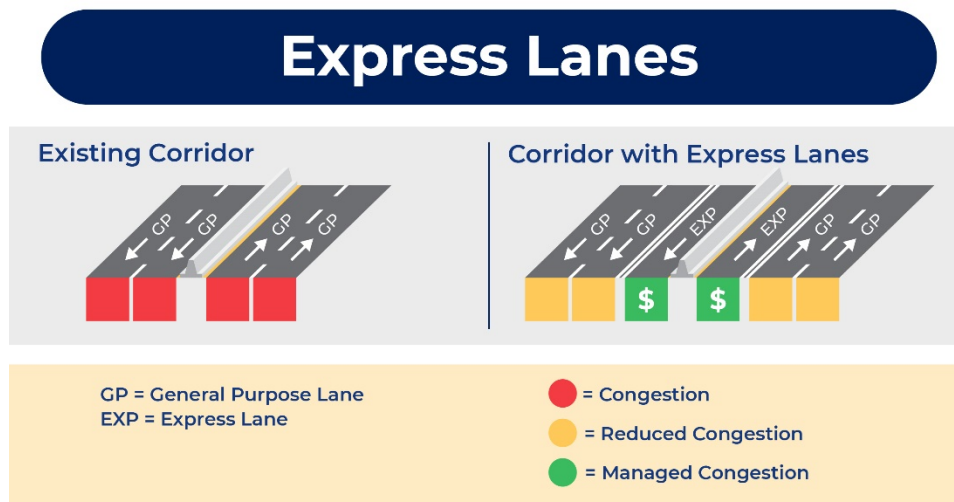 Express Lanes
Existing Corridor
GP
GP
GP
GP
Corridor with Express Lanes
GP
GP
EXP
EXP
GP
GP
$
$
GP = General Purpose Lane
EXP = Express Lane
= Congestion
= Reduced Congestion
= Managed Congestion